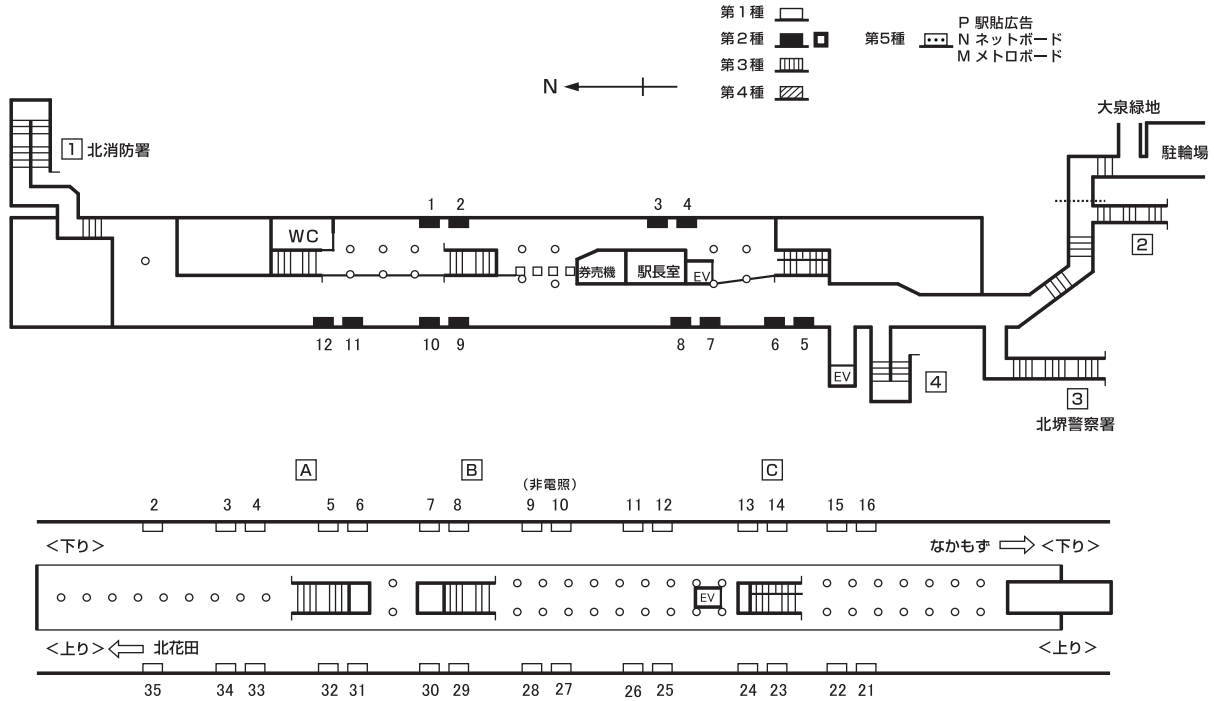 第1種
第2種
第3種
第4種
第5種
P 駅貼広告
N ネットボード
M メトロボード
N
大泉緑地
駐輪場
1 北消防署
1 2 3 4
WC
券売機
駅長室
EV
2
12 11 10 9 8 7 6 5
EV
4
3
北堺警察署
A B C
(非電照)
2 3 4 5 6 7 8 9 10 11 12 13 14 15 16
<下り>
なかもず <下り>
EV
<上り> 北花田
<上り>
35 34 33 32 31 30 29 28 27 26 25 24 23 22 21